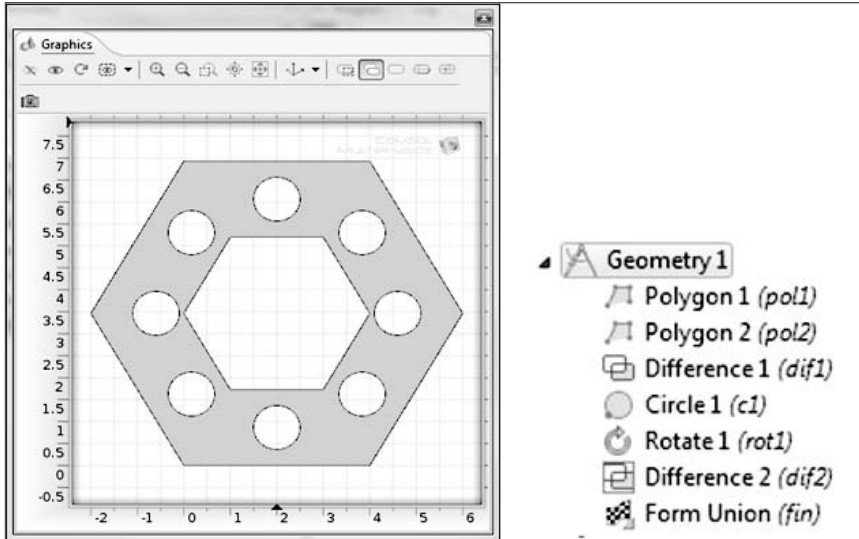 Graphics
COMSOL
MULTIPHYSICS
7.5
7
6.5
6
5.5
5
4.5
4
3.5
3
2.5
2
1.5
1
0.5
0
-0.5
-2 -1 0 1 2 3 4 5 6
Geometry 1
Polygon 1 (pol1)
Polygon 2 (pol2)
Difference 1 (dif1)
Circle 1 (c1)
Rotate 1 (rot1)
Difference 2 (dif2)
Form Union (fin)